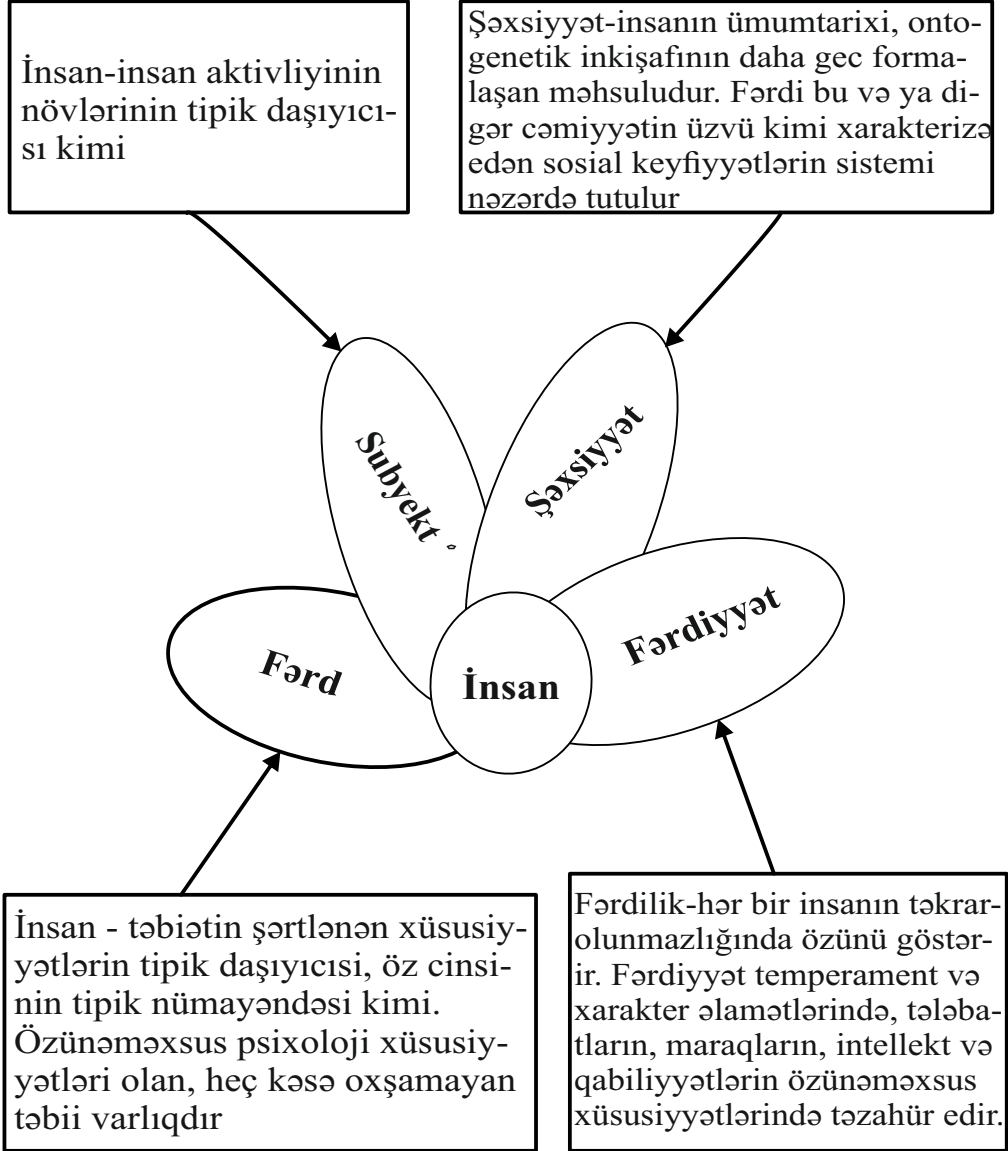 İnsan-insan aktivliyinin
növlərinin tipik daşıyıcı-
sı kimi
Şəxsiyyət-insanın ümumtarixi, onto-
genetik inkişafının daha gec forma-
laşan məhsuludur. Fərdi bu və ya di-
gər cəmiyyətin üzvü kimi xarakterizə
edən sosial keyfiyyətlərin sistemi
nəzərdə tutulur
Subyekt
Şəxsiyyət
Fərd
İnsan
Fərdiyyət
İnsan - təbiətin şərtlənən xüsusiy-
yətlərin tipik daşıyıcısi, öz cinsi-
nin tipik nümayəndəsi kimi.
Özünəməxsus psixoloji xüsusiy-
yətləri olan, heç kəsə oxşamayan
təbii varlıqdır
Fərdilik-hər bir insanın təkrar-
olunmazlığında özünü göstər-
ir. Fərdiyyət temperament və
xarakter əlamətlərində, tələba-
tların, maraqların, intellekt və
qabiliyyətlərin özünəməxsus
xüsusiyyətlərində təzahür edir.